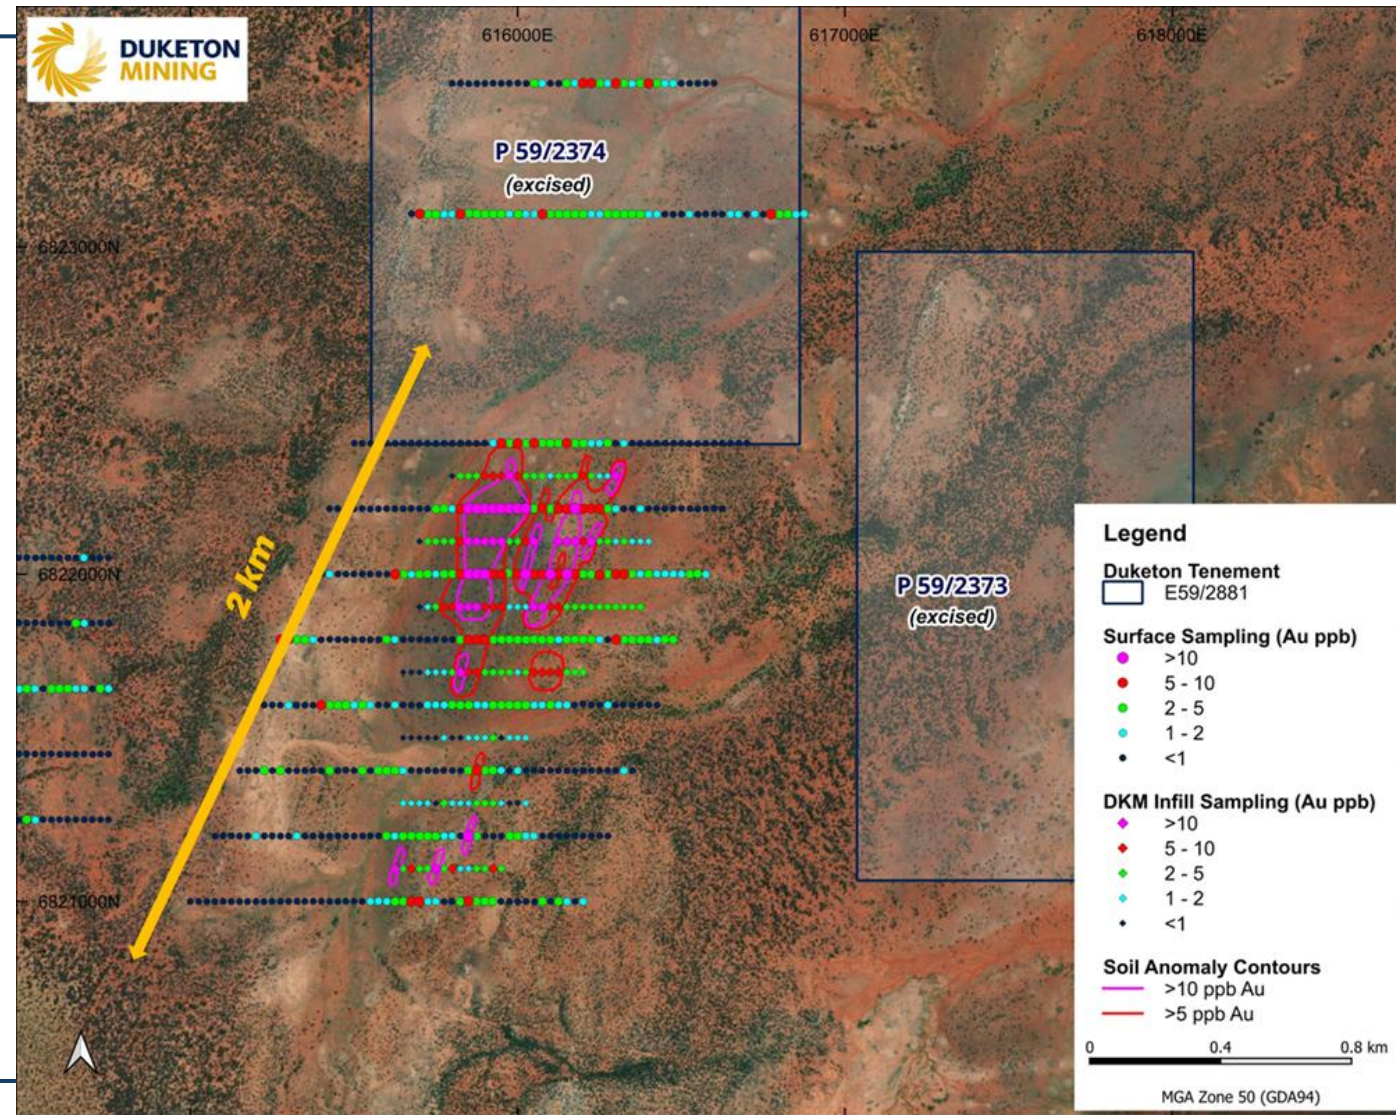 DUKETON
MINING
616000E
617000E
618000E
P 59/2374
(excised)
6823000N
2 km
6822000N
P 59/2373
(excised)
6821000N
Legend
Duketon Tenement
E59/2881
Surface Sampling (Au ppb)
>10
5 - 10
2 - 5
1 - 2
<1
DKM Infill Sampling (Au ppb)
>10
5 - 10
2 - 5
1 - 2
<1
Soil Anomaly Contours
>10 ppb Au
>5 ppb Au
0 0.4 0.8 km
MGA Zone 50 (GDA94)